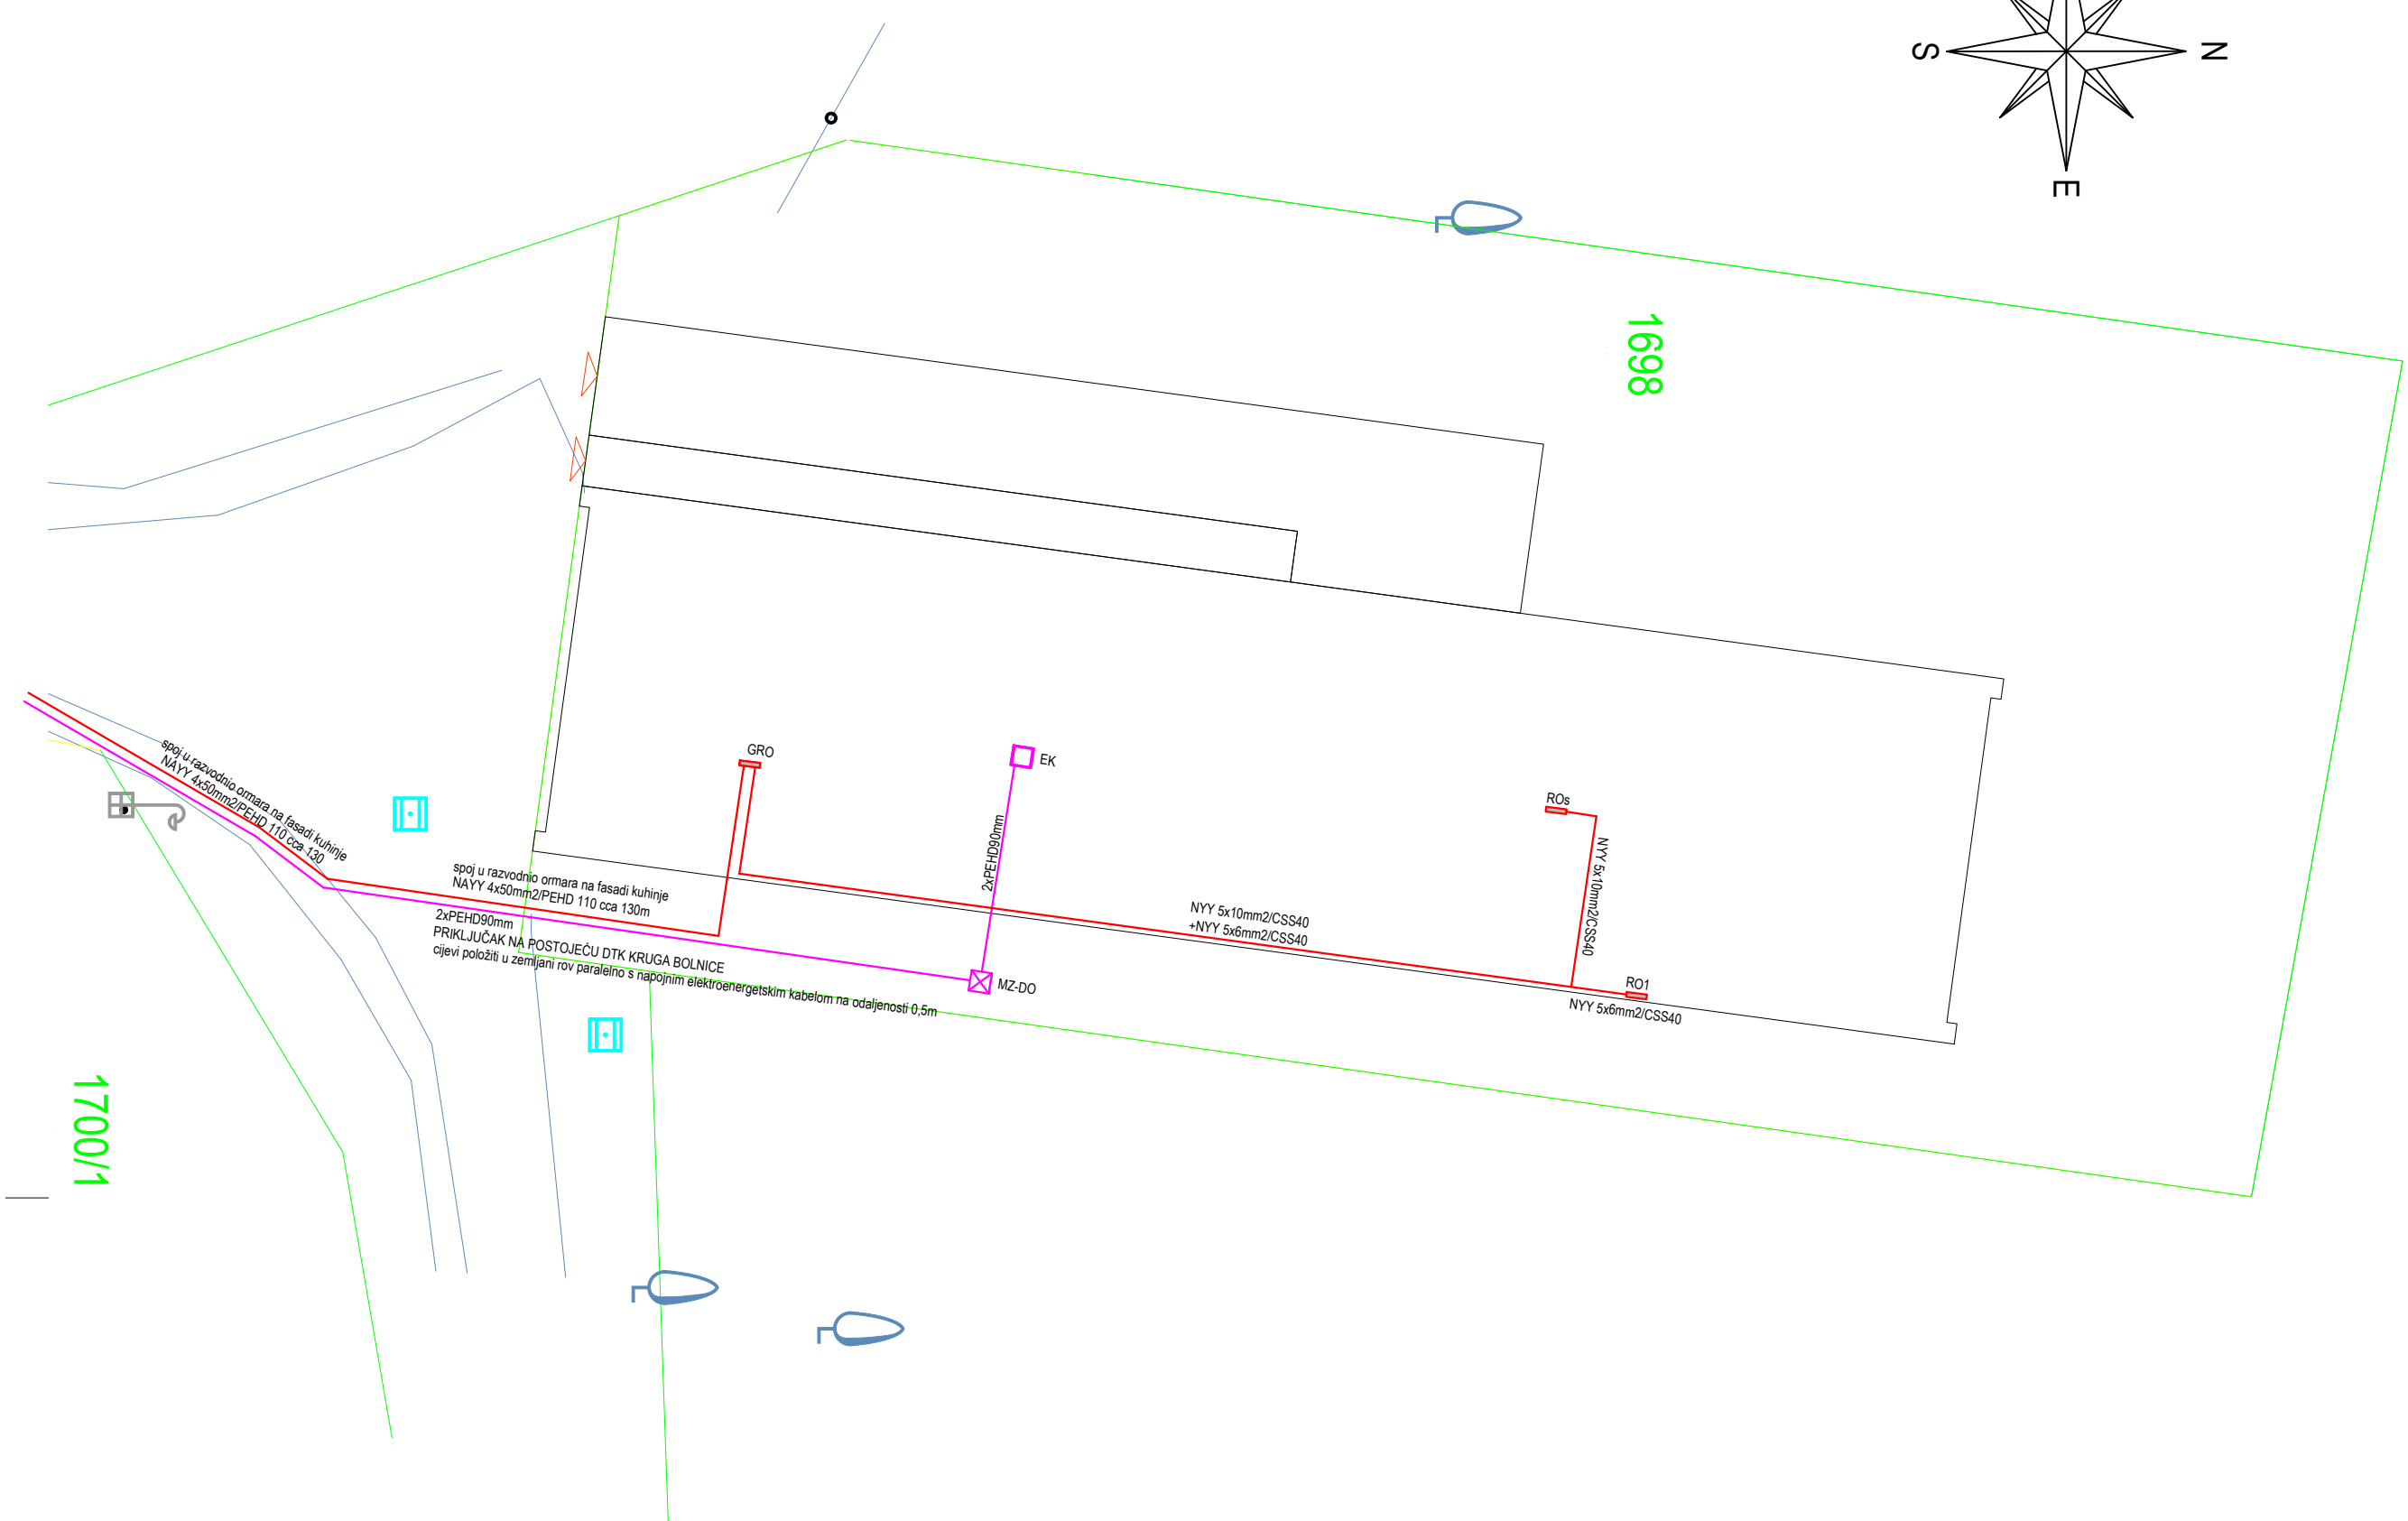 S
N
E
1698
GRO
EK
spoj u razvodnio ormara na fasadi kuhinje
NAYY 4x50mm2/PEHD 110 cca 130
ROs
2xPEHD90mm
NYY 5x10mm2/CSS40
spoj u razvodnio ormara na fasadi kuhinje
NAYY 4x50mm2/PEHD 110 cca 130m
NYY 5x10mm2/CSS40
+NYY 5x6mm2/CSS40
2xPEHD90mm
PRIKLJUČAK NA POSTOJEĆU DTK KRUGA BOLNICE
cijevi položiti u zemljani rov paralelno s napojnim elektroenergetskim kabelom na odaljenosti 0,5m
MZ-DO
RO1
NYY 5x6mm2/CSS40
1700/1